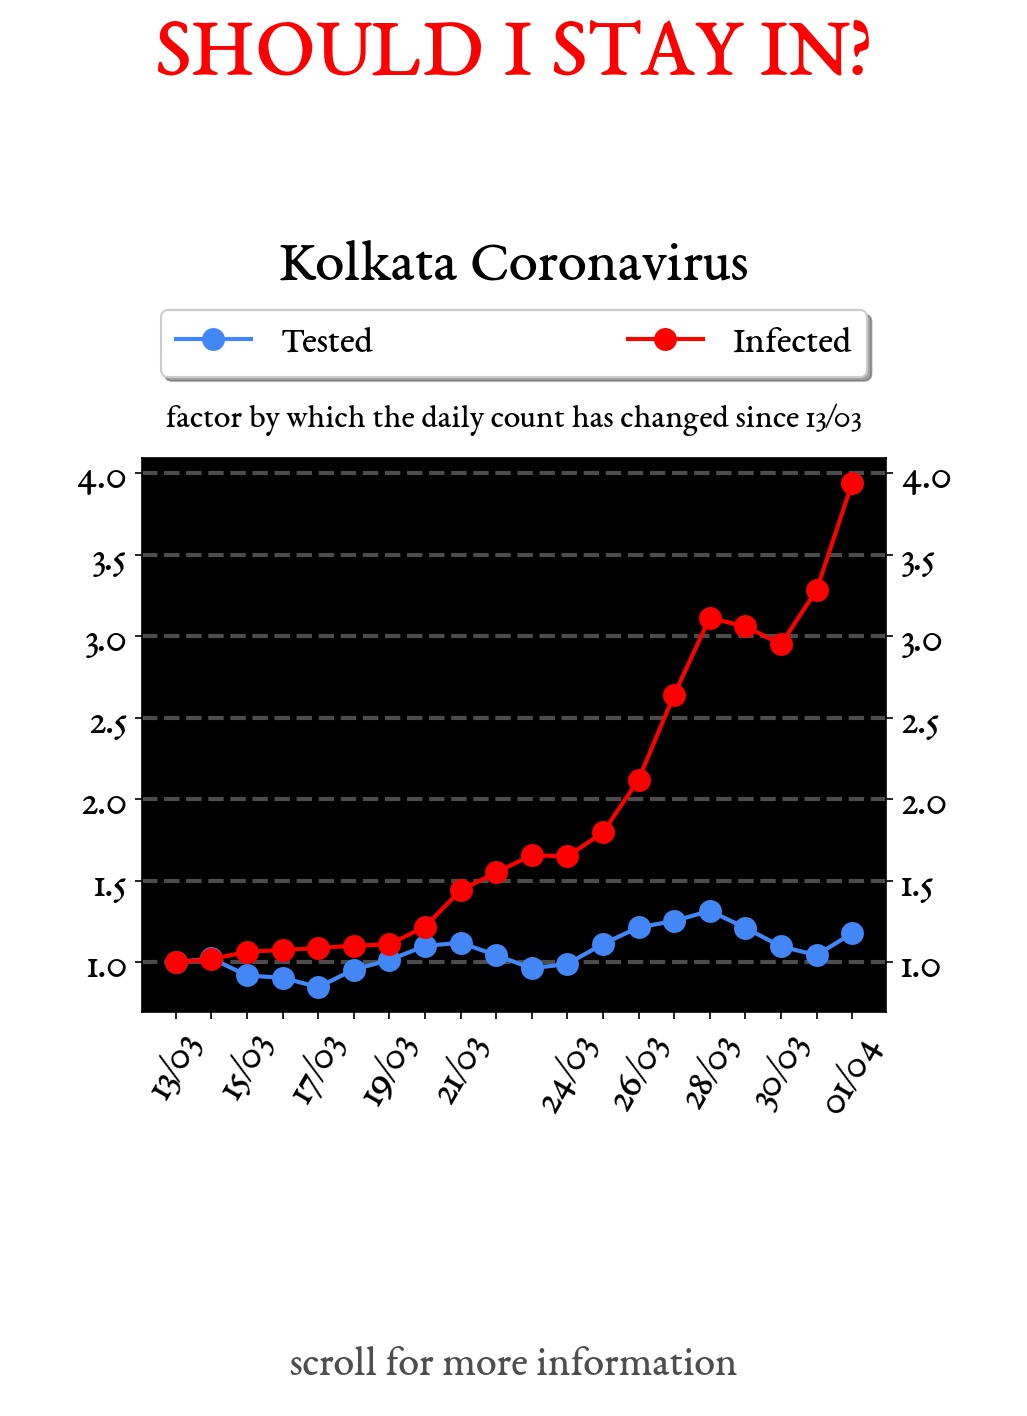 SHOULD I STAY IN?
Kolkata Coronavirus
Tested Infected
factor by which the daily count has changed since 13/03
4.0 4.0
3.5 3.5
3.0 3.0
2.5 2.5
2.0 2.0
1.5 1.5
1.0 1.0
13/03 15/03 17/03 19/03 21/03 24/03 26/03 28/03 30/03 01/04
scroll for more information